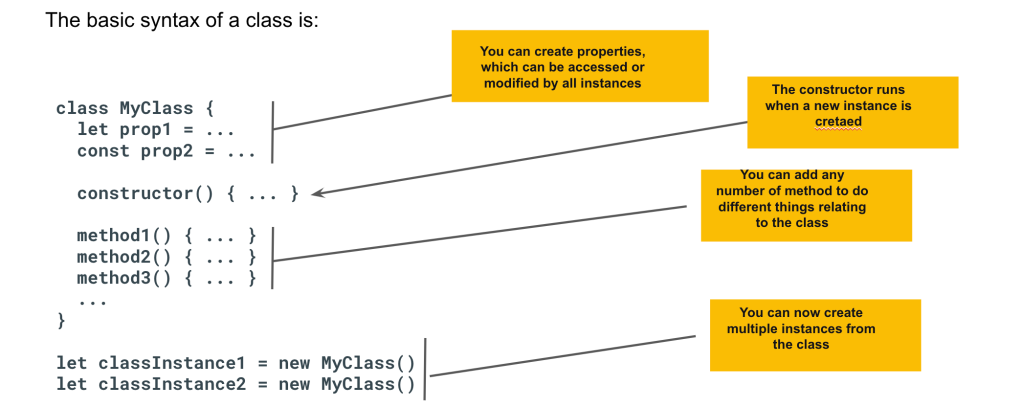 The basic syntax of a class is:
You can create properties,
which can be accessed or
modified by all instances
The constructor runs
when a new instance is
cretaed
class MyClass {
let prop1 = ...
const prop2 = ...
constructor() { ... }
You can add any
number of method to do
different things relating
to the class
method1() { ... }
method2() { ... }
method3() { ... }
...
}
You can now create
multiple instances from
the class
let classInstance1 = new MyClass()
let classInstance2 = new MyClass()